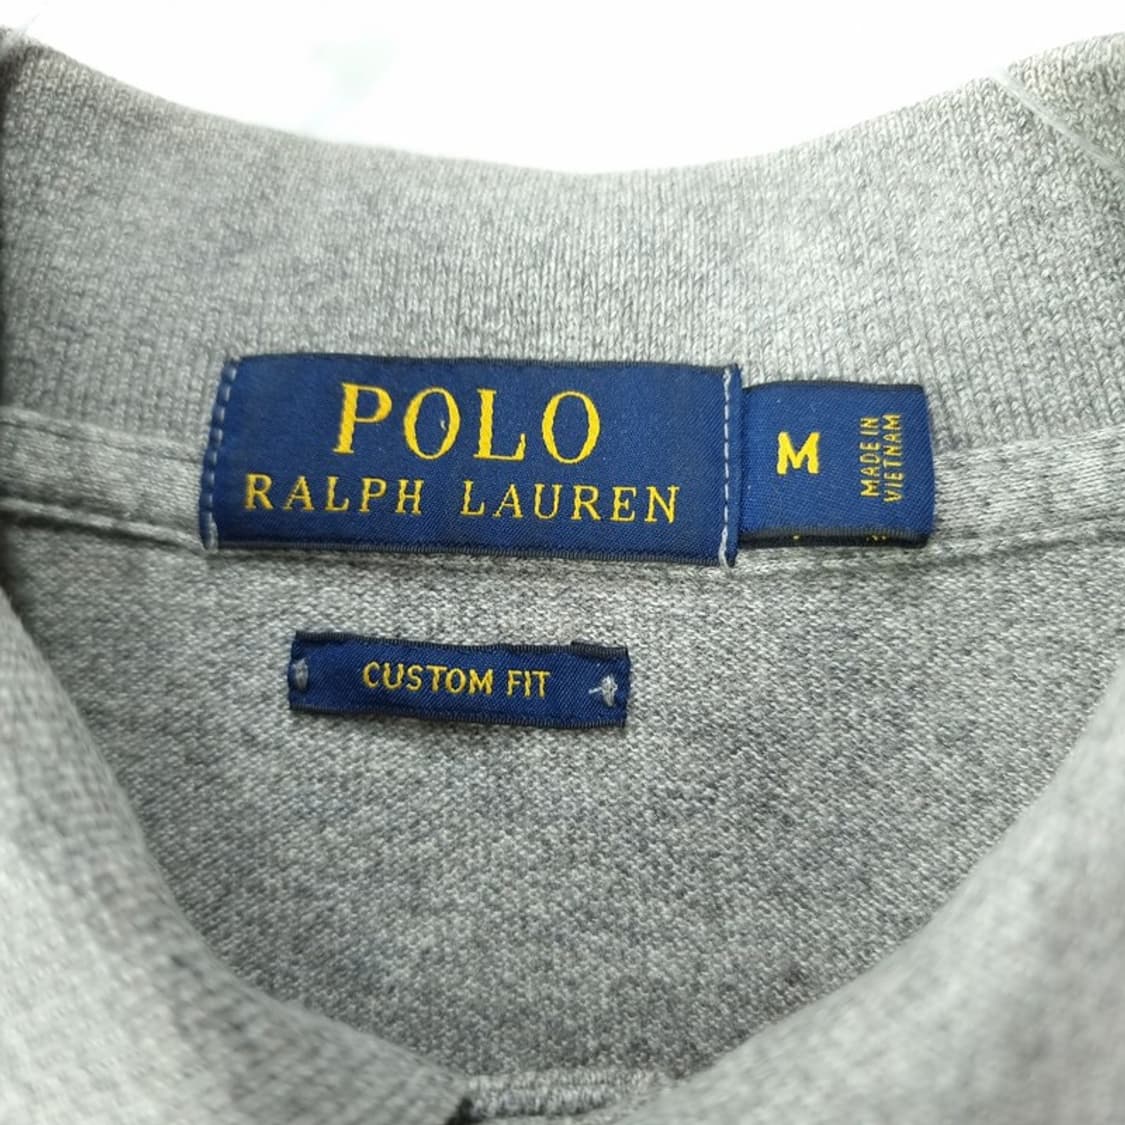 POLO
RALPH LAUREN
M
MADE IN
VIETNAM
CUSTOM FIT